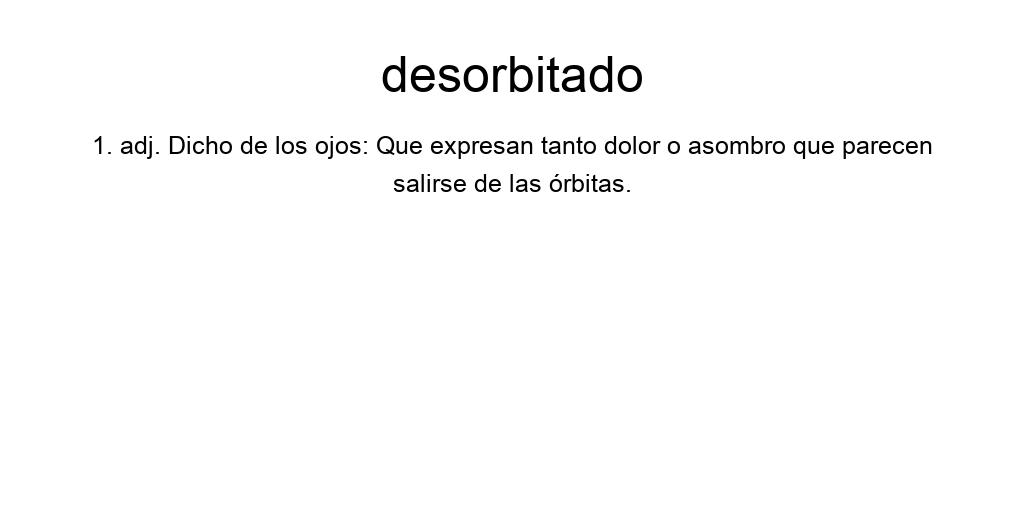 desorbitado
1. adj. Dicho de los ojos: Que expresan tanto dolor o asombro que parecen
salirse de las órbitas.